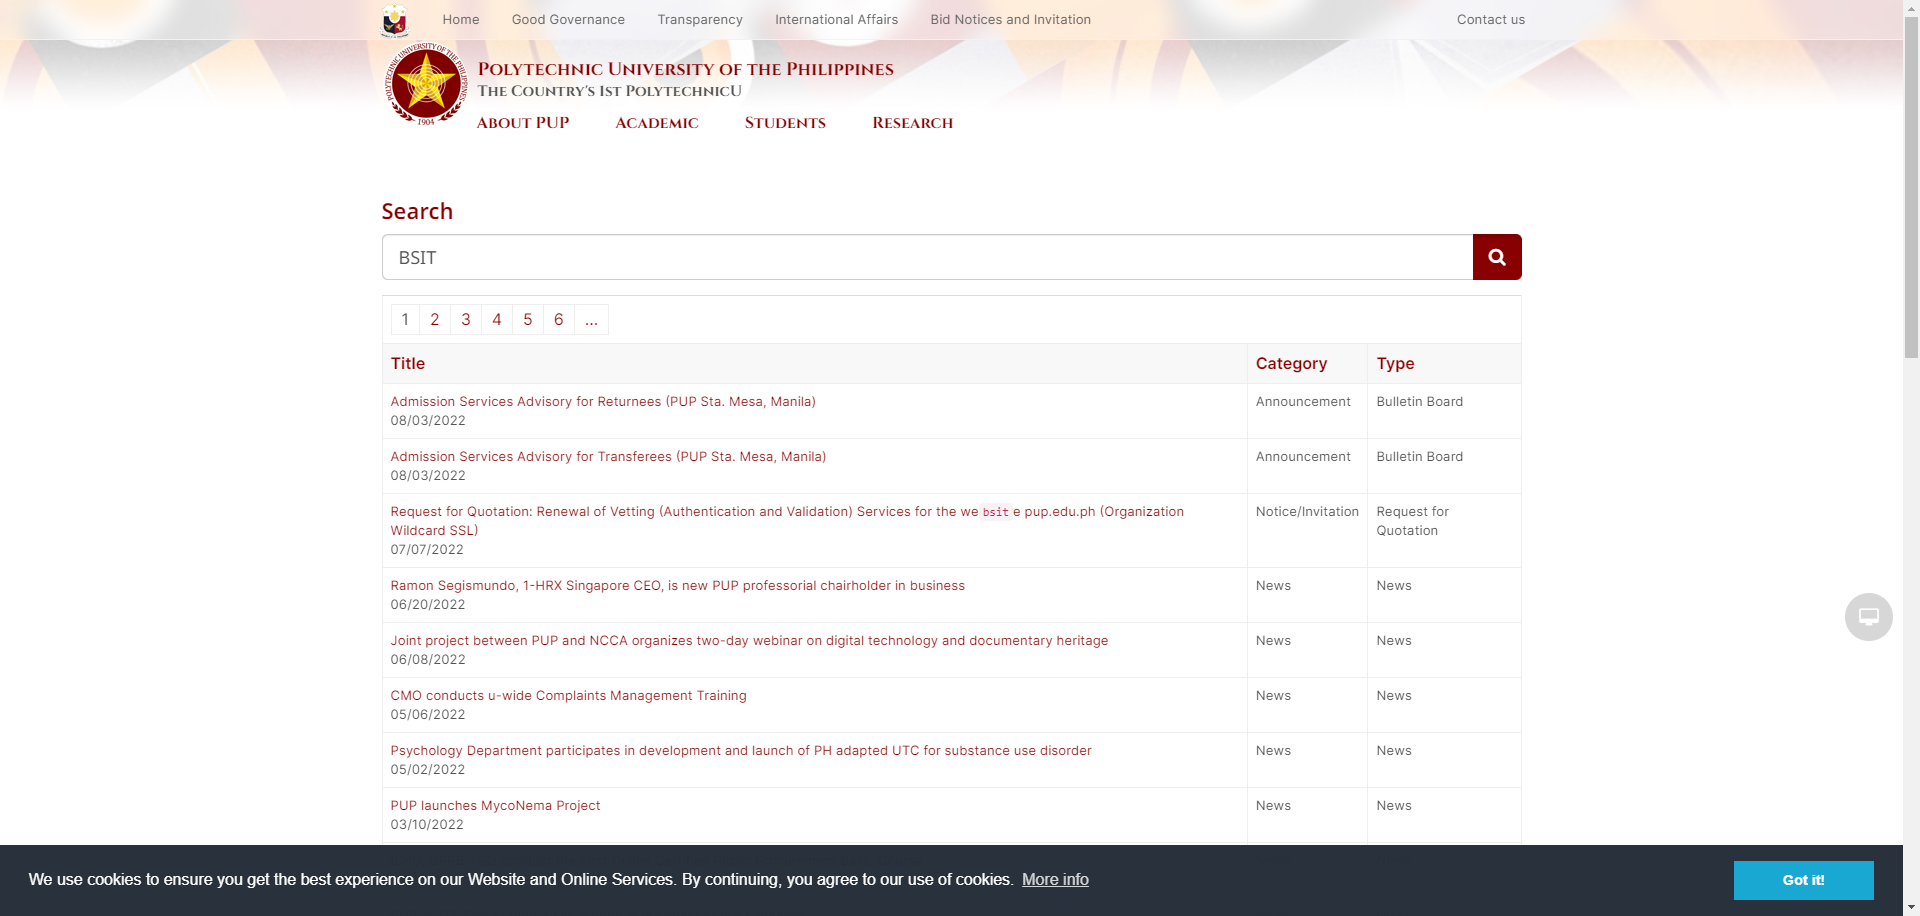 Home Good Governance Transparency International Affairs Bid Notices and Invitation Contact us
POLYTECHNIC UNIVERSITY OF THE PHILIPPINES
1904
Polytechnic University of the Philippines
The Country's 1st PolytechnicU
About PUP Academic Students Research
Search
BSIT
1 2 3 4 5 6 ...
Title Category Type
Admission Services Advisory for Returnees (PUP Sta. Mesa, Manila) Announcement Bulletin Board
08/03/2022
Admission Services Advisory for Transferees (PUP Sta. Mesa, Manila) Announcement Bulletin Board
08/03/2022
Request for Quotation: Renewal of Vetting (Authentication and Validation) Services for the we bsit e pup.edu.ph (Organization Notice/Invitation Request for
Wildcard SSL) Quotation
07/07/2022
Ramon Segismundo, 1-HRX Singapore CEO, is new PUP professorial chairholder in business News News
06/20/2022
Joint project between PUP and NCCA organizes two-day webinar on digital technology and documentary heritage News News
06/08/2022
CMO conducts u-wide Complaints Management Training News News
05/06/2022
Psychology Department participates in development and launch of PH adapted UTC for substance use disorder News News
05/02/2022
PUP launches MycoNema Project News News
03/10/2022
We use cookies to ensure you get the best experience on our Website and Online Services. By continuing, you agree to our use of cookies. More info Got it!